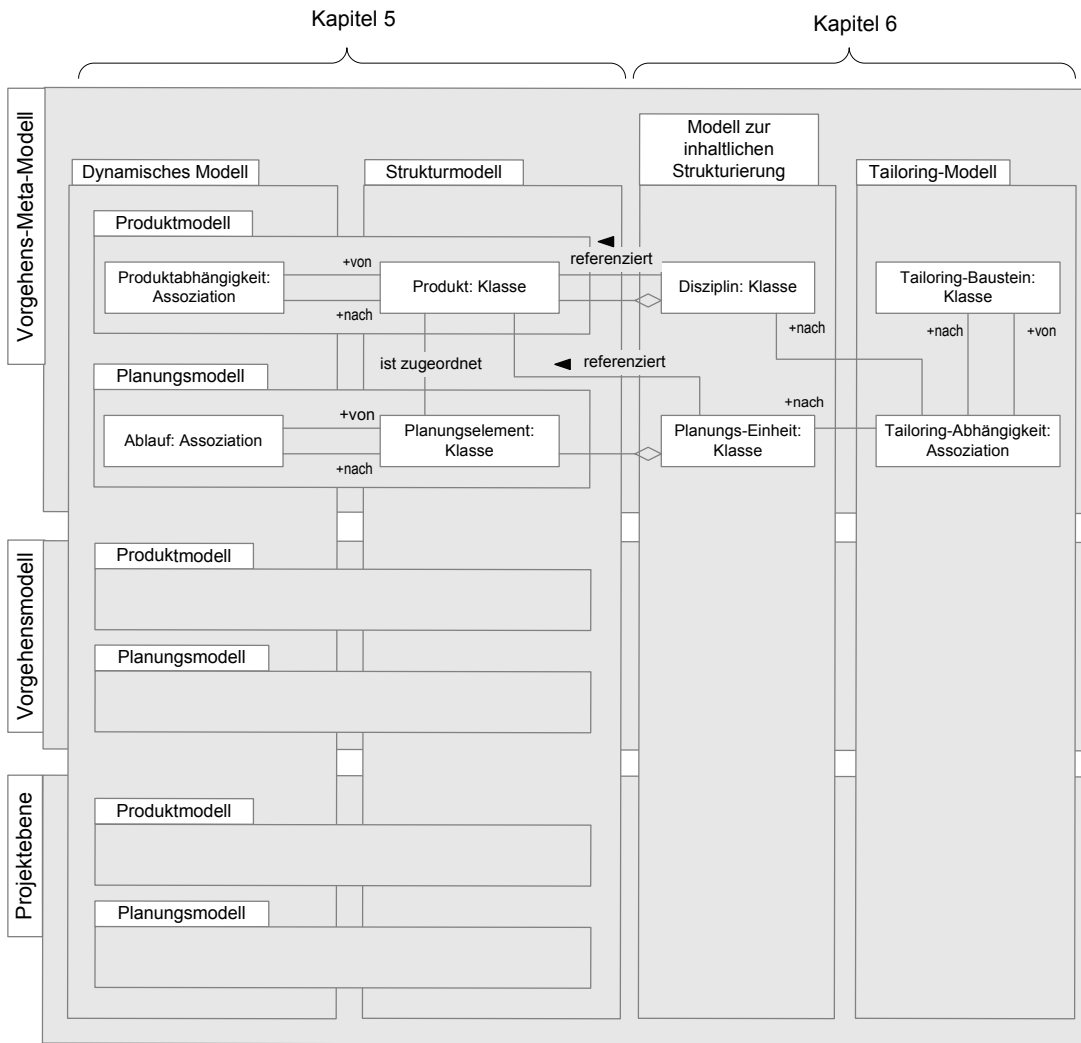 Kapitel 5
Kapitel 6
Vorgehens-Meta-Modell
Dynamisches Modell
Strukturmodell
Modell zur
inhaltlichen
Strukturierung
Tailoring-Modell
Produktmodell
Produktabhängigkeit:
Assoziation
+von
+nach
Produkt: Klasse
referenziert
Disziplin: Klasse
Tailoring-Baustein:
Klasse
+nach
+nach
+von
ist zugeordnet
referenziert
Planungsmodell
Ablauf: Assoziation
+von
+nach
Planungselement:
Klasse
Planungs-Einheit:
Klasse
+nach
Tailoring-Abhängigkeit:
Assoziation
Vorgehensmodell
Produktmodell
Planungsmodell
Projektebene
Produktmodell
Planungsmodell